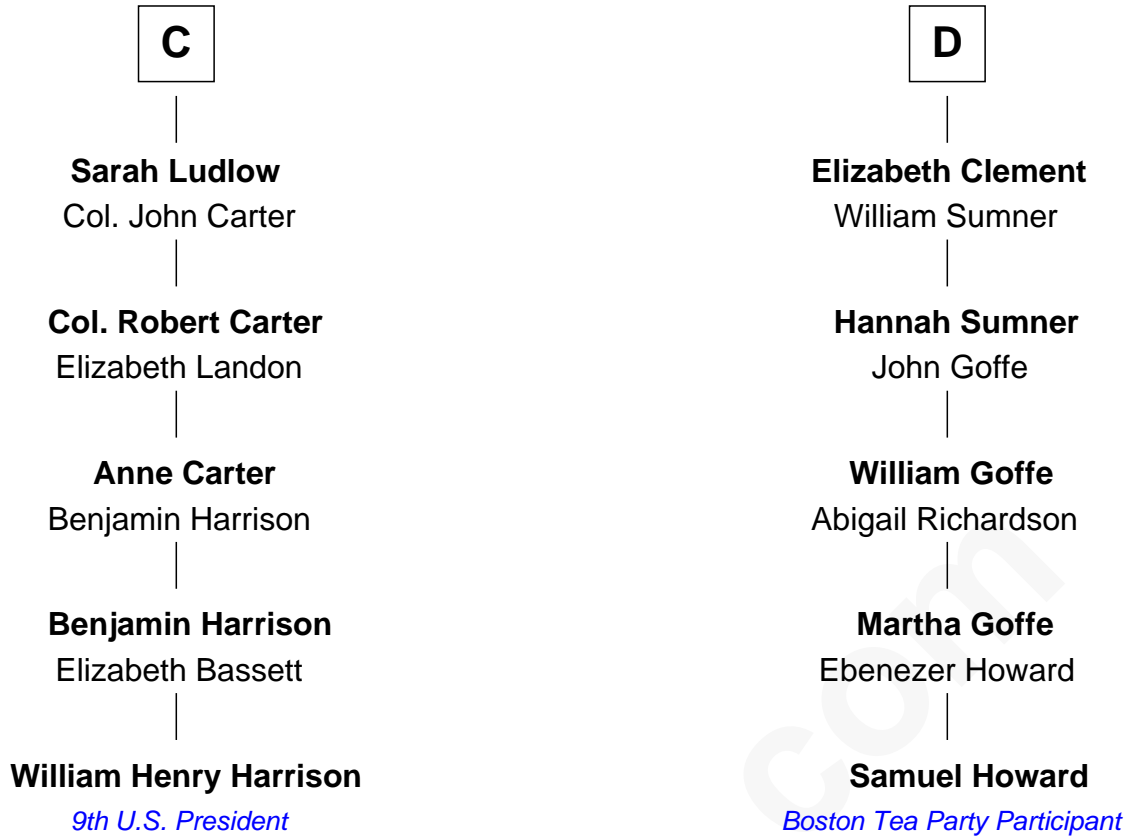 C
Sarah Ludlow
Col. John Carter
Col. Robert Carter
Elizabeth Landon
Anne Carter
Benjamin Harrison
Benjamin Harrison
Elizabeth Bassett
William Henry Harrison
9th U.S. President
D
Elizabeth Clement
William Sumner
Hannah Sumner
John Goffe
William Goffe
Abigail Richardson
Martha Goffe
Ebenezer Howard
Samuel Howard
Boston Tea Party Participant
com